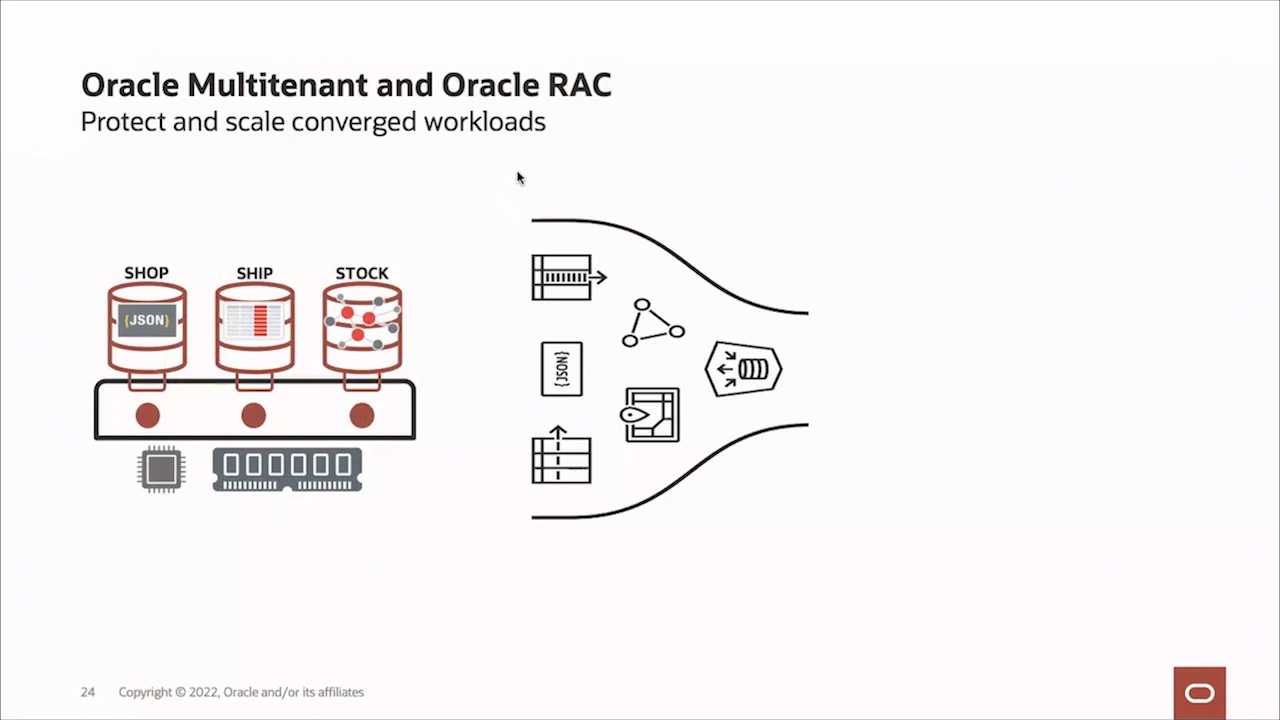 Oracle Multitenant and Oracle RAC
Protect and scale converged workloads
SHOP
SHIP
STOCK
{JSON}
{JSON}
24
Copyright © 2022, Oracle and/or its affiliates